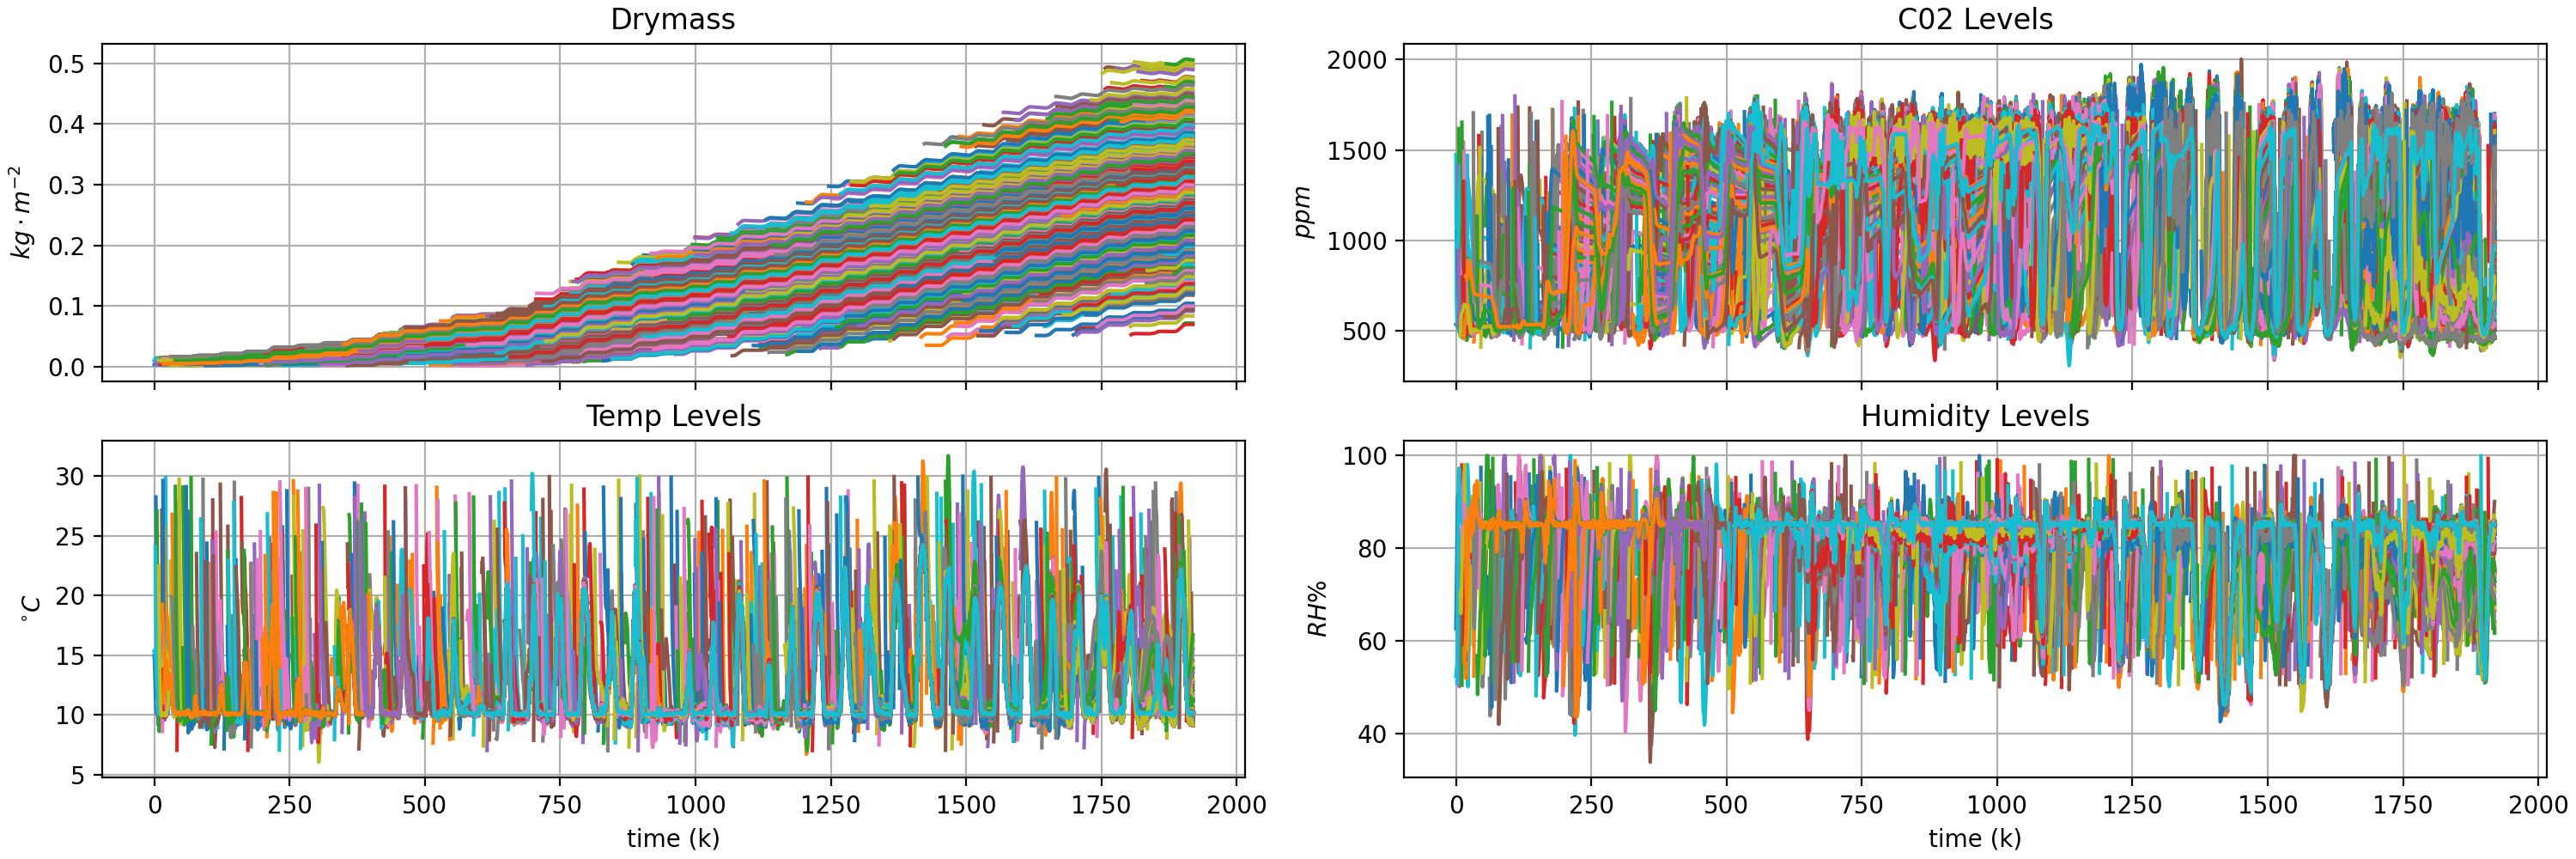 Drymass
0.5
0.4
0.3
0.2
0.1
0.0
kg · m⁻²
C02 Levels
2000
1500
1000
500
ppm
Temp Levels
30
25
20
15
10
5
°C
0 250 500 750 1000 1250 1500 1750 2000
time (k)
Humidity Levels
100
80
60
40
RH%
0 250 500 750 1000 1250 1500 1750 2000
time (k)